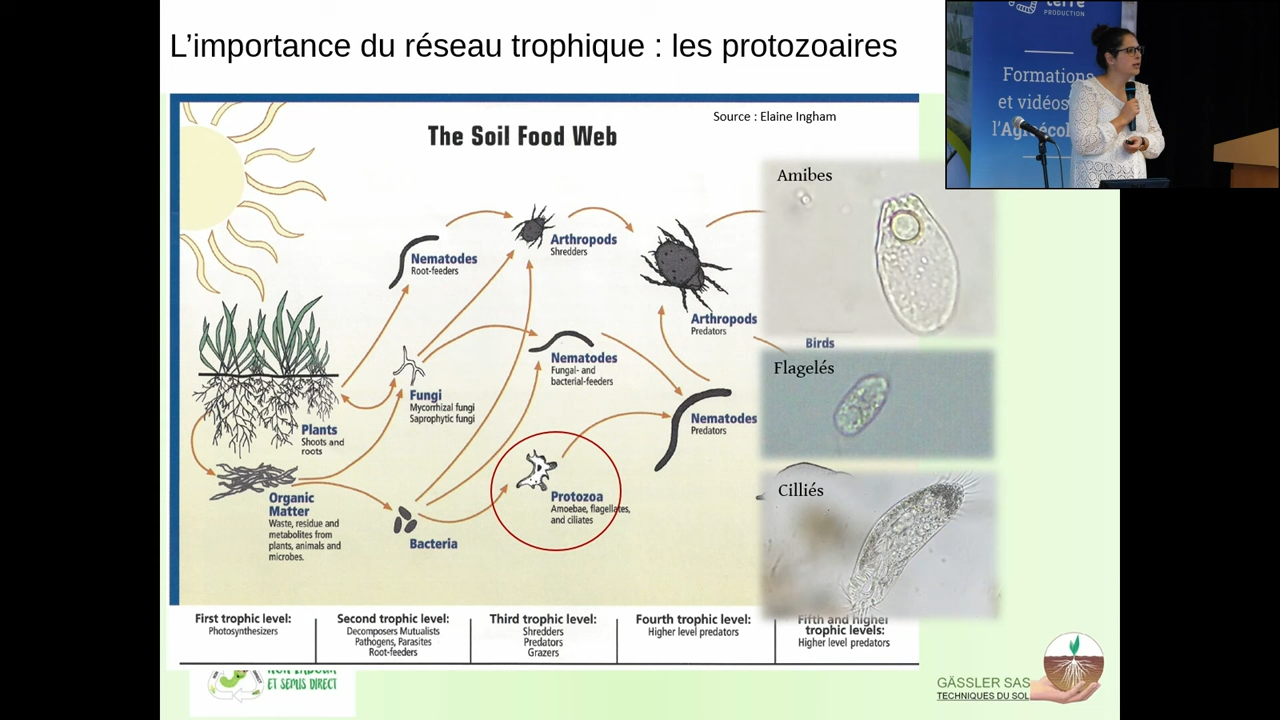 L'importance du réseau trophique : les protozoaires
terre
PRODUCTION
Formations
et vidéos
Source : Elaine Ingham
The Soil Food Web
Amibes
Arthropods
Shredders
Nematodes
Root-feeders
Arthropods
Predators
Birds
Nematodes
Fungal- and
bacterial-feeders
Flagelés
Fungi
Mycorrhizal fungi
Saprophytic fungi
Nematodes
Predators
Plants
Shoots and
roots
Cilliés
Organic
Matter
Waste, residue and
metabolites from
plants, animals and
microbes.
Protozoa
Amoebae, flagellates,
and ciliates
Bacteria
First trophic level:
Photosynthesizers
Second trophic level:
Decomposers Mutualists
Pathogens, Parasites
Root-feeders
Third trophic level:
Shredders
Predators
Grazers
Fourth trophic level:
Higher level predators
Fifth and higher
trophic levels:
Higher level predators
NON LABOUR
ET SEMIS DIRECT
GÄSSLER SAS
TECHNIQUES DU SOL